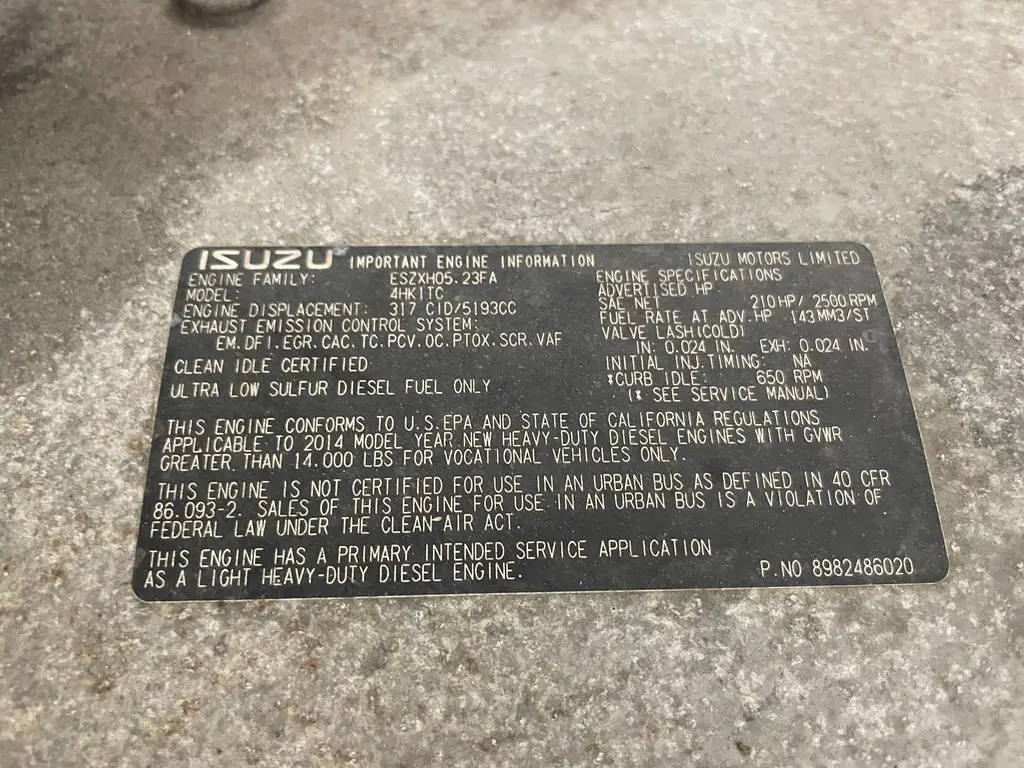 ISUZU IMPORTANT ENGINE INFORMATION ISUZU MOTORS LIMITED
ENGINE FAMILY: ESZXH05.23FA
MODEL: 4HK1TC
ENGINE DISPLACEMENT: 317 CID/5193CC
EXHAUST EMISSION CONTROL SYSTEM:
EM.DFI.EGR.CAC.TC.PCV.OC.PTOX.SCR.VAF
CLEAN IDLE CERTIFIED
ULTRA LOW SULFUR DIESEL FUEL ONLY
ENGINE SPECIFICATIONS
ADVERTISED HP
SAE NET 210HP/2500RPM
FUEL RATE AT ADV.HP 143MM3/ST
VALVE LASH(COLD)
IN: 0.024 IN. EXH: 0.024 IN.
INITIAL INJ.TIMING: NA
*CURB IDLE: 650 RPM
(* SEE SERVICE MANUAL)
THIS ENGINE CONFORMS TO U.S.EPA AND STATE OF CALIFORNIA REGULATIONS
APPLICABLE TO 2014 MODEL YEAR NEW HEAVY-DUTY DIESEL ENGINES WITH GVWR
GREATER THAN 14.000 LBS FOR VOCATIONAL VEHICLES ONLY.
THIS ENGINE IS NOT CERTIFIED FOR USE IN AN URBAN BUS AS DEFINED IN 40 CFR
86.093-2. SALES OF THIS ENGINE FOR USE IN AN URBAN BUS IS A VIOLATION OF
FEDERAL LAW UNDER THE CLEAN AIR ACT.
THIS ENGINE HAS A PRIMARY INTENDED SERVICE APPLICATION
AS A LIGHT HEAVY-DUTY DIESEL ENGINE.
P.NO 8982486020